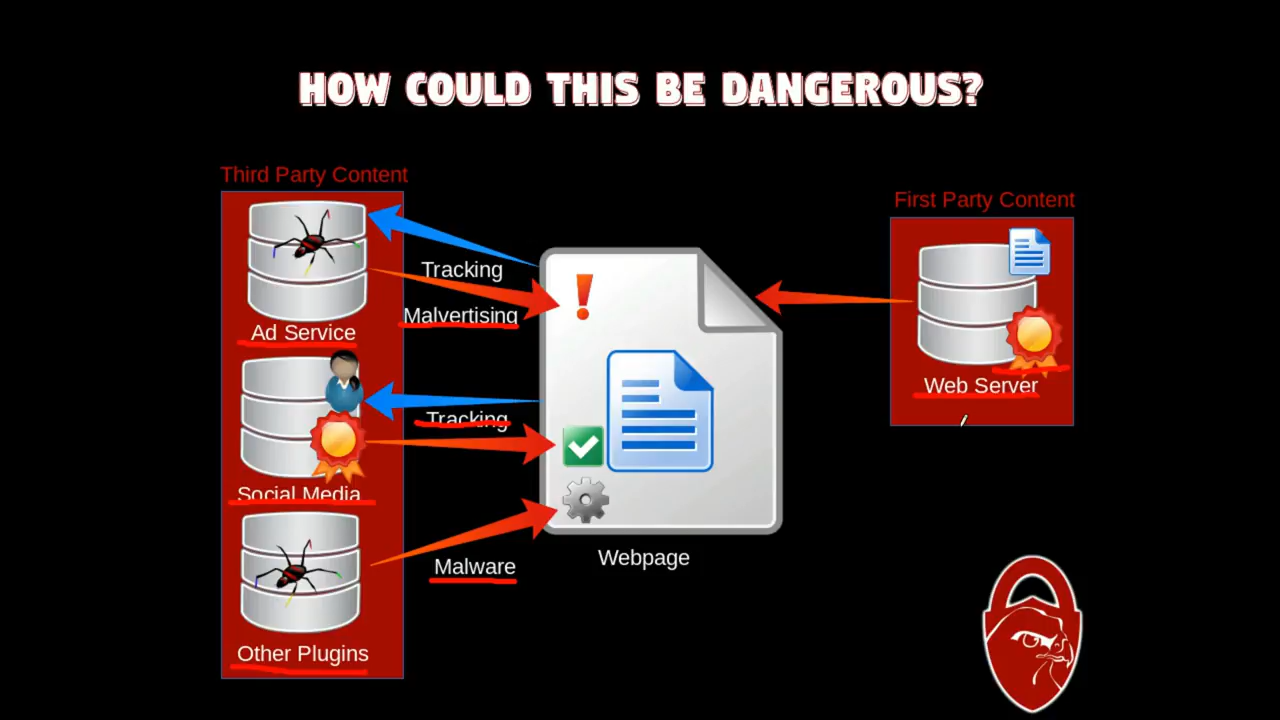 HOW COULD THIS BE DANGEROUS?
Third Party Content
First Party Content
Tracking
Malvertising
Ad Service
Web Server
Tracking
Social Media
Webpage
Malware
Other Plugins